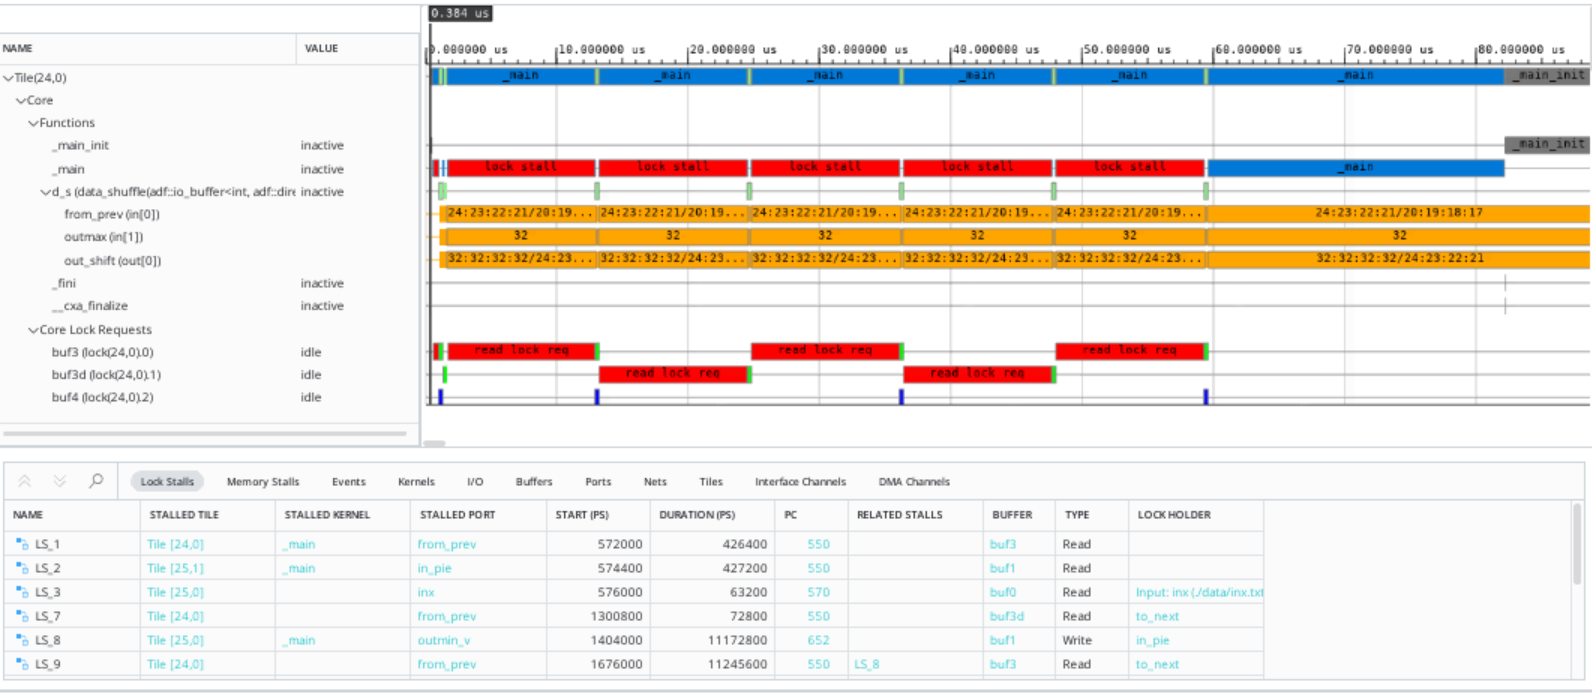 0.384 us
NAME VALUE 0.000000 us 10.000000 us 20.000000 us 30.000000 us 40.000000 us 50.000000 us 60.000000 us 70.000000 us 80.000000 us
Tile(24,0) _main _main _main _main _main _main _main_init
Core
Functions
_main_init inactive _main_init
_main inactive lock stall lock stall lock stall lock stall lock stall _main
d_s (data_shuffle(adf::io_buffer<int, adf::dire inactive
from_prev (in[0]) 24:23:22:21/20:19... 24:23:22:21/20:19... 24:23:22:21/20:19... 24:23:22:21/20:19... 24:23:22:21/20:19... 24:23:22:21/20:19:18:17
outmax (in[1]) 32 32 32 32 32 32
out_shift (out[0]) 32:32:32:32/24:23... 32:32:32:32/24:23... 32:32:32:32/24:23... 32:32:32:32/24:23... 32:32:32:32/24:23... 32:32:32:32/24:23:22:21
_fini inactive
__cxa_finalize inactive
Core Lock Requests
buf3 (lock(24,0).0) idle read lock req read lock req read lock req
buf3d (lock(24,0).1) idle read lock req read lock req
buf4 (lock(24,0).2) idle
Lock Stalls Memory Stalls Events Kernels I/O Buffers Ports Nets Tiles Interface Channels DMA Channels
NAME STALLED TILE STALLED KERNEL STALLED PORT START (PS) DURATION (PS) PC RELATED STALLS BUFFER TYPE LOCK HOLDER
LS_1 Tile [24,0] _main from_prev 572000 426400 550 buf3 Read
LS_2 Tile [25,1] _main in_pie 574400 427200 550 buf1 Read
LS_3 Tile [25,0] inx 576000 63200 570 buf0 Read Input: inx (./data/inx.txt
LS_7 Tile [24,0] from_prev 1300800 72800 550 buf3d Read to_next
LS_8 Tile [25,0] _main outmin_v 1404000 11172800 652 buf1 Write in_pie
LS_9 Tile [24,0] from_prev 1676000 11245600 550 LS_8 buf3 Read to_next